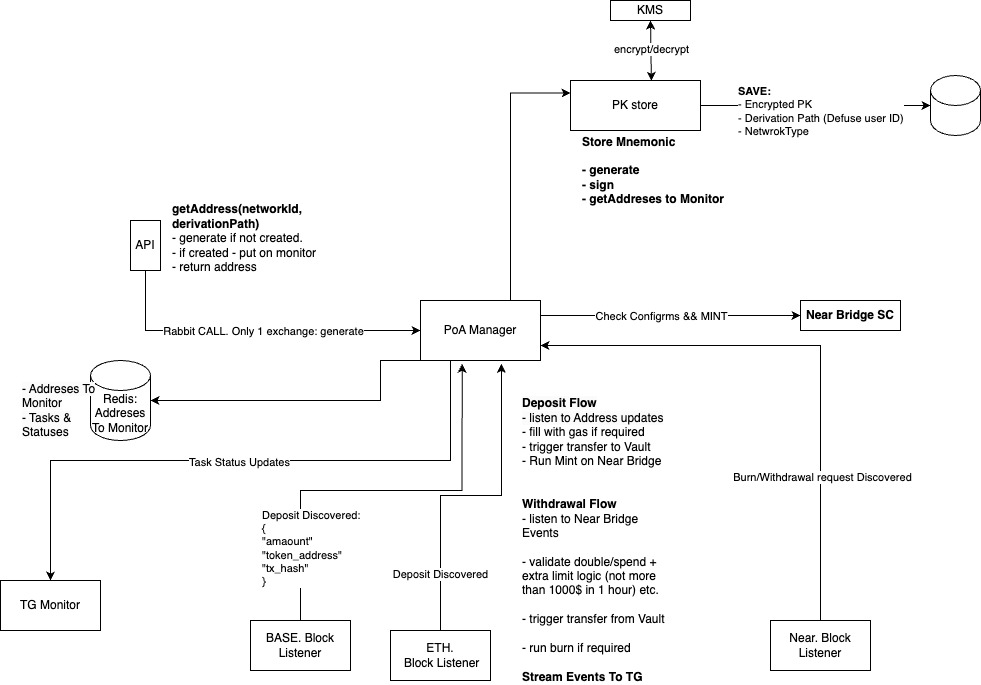 KMS
encrypt/decrypt
PK store
SAVE:
- Encrypted PK
- Derivation Path (Defuse user ID)
- NetwrokType
Store Mnemonic
- generate
- sign
- getAddreses to Monitor
getAddress(networkId,
derivationPath)
- generate if not created.
- if created - put on monitor
- return address
API
Rabbit CALL. Only 1 exchange: generate
PoA Manager
Check Configrms && MINT
Near Bridge SC
- Addreses To
Monitor
- Tasks &
Statuses
Redis:
Addreses
To Monitor
Task Status Updates
Deposit Flow
- listen to Address updates
- fill with gas if required
- trigger transfer to Vault
- Run Mint on Near Bridge
Burn/Withdrawal request Discovered
Withdrawal Flow
- listen to Near Bridge
Events
- validate double/spend +
extra limit logic (not more
than 1000$ in 1 hour) etc.
- trigger transfer from Vault
- run burn if required
Stream Events To TG
Deposit Discovered:
{
"amaount"
"token_address"
"tx_hash"
}
Deposit Discovered
TG Monitor
BASE. Block
Listener
ETH.
Block Listener
Near. Block
Listener